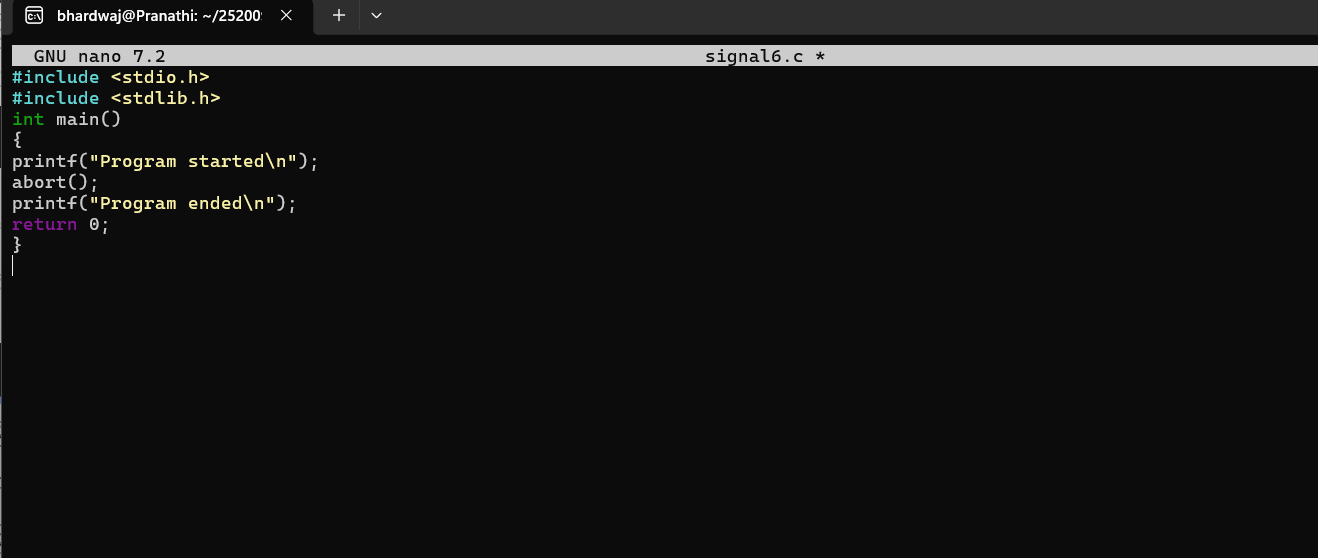 bhardwaj@Pranathi: ~/25200
GNU nano 7.2 signal6.c *
#include <stdio.h>
#include <stdlib.h>
int main()
{
printf("Program started\n");
abort();
printf("Program ended\n");
return 0;
}